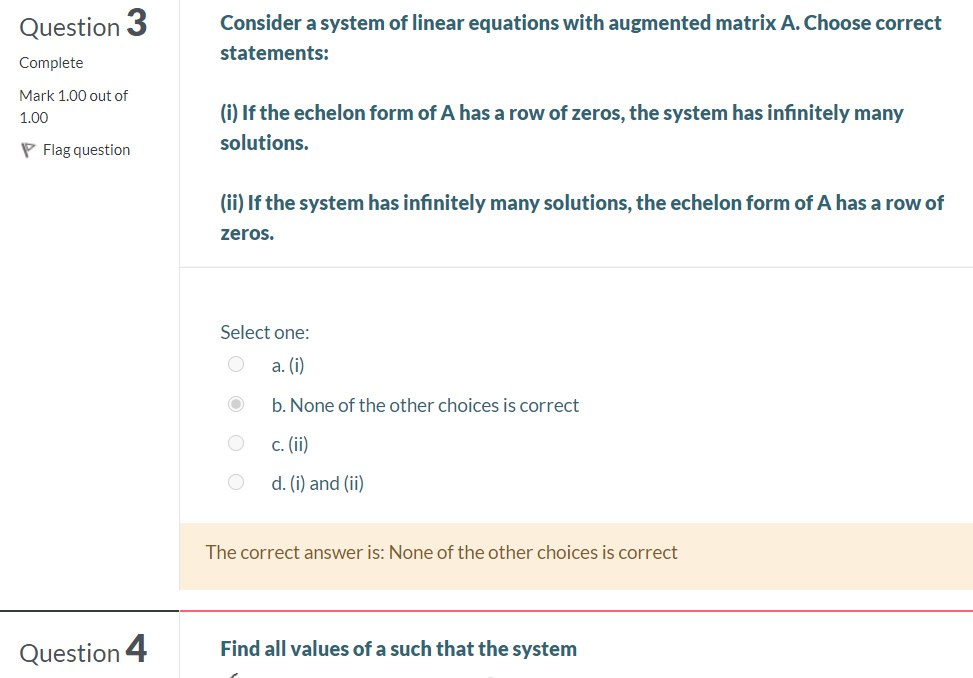 Question 3
Complete
Mark 1.00 out of
1.00
Flag question
Consider a system of linear equations with augmented matrix A. Choose correct
statements:
(i) If the echelon form of A has a row of zeros, the system has infinitely many
solutions.
(ii) If the system has infinitely many solutions, the echelon form of A has a row of
zeros.
Select one:
a. (i)
b. None of the other choices is correct
c. (ii)
d. (i) and (ii)
The correct answer is: None of the other choices is correct
Question 4
Find all values of a such that the system